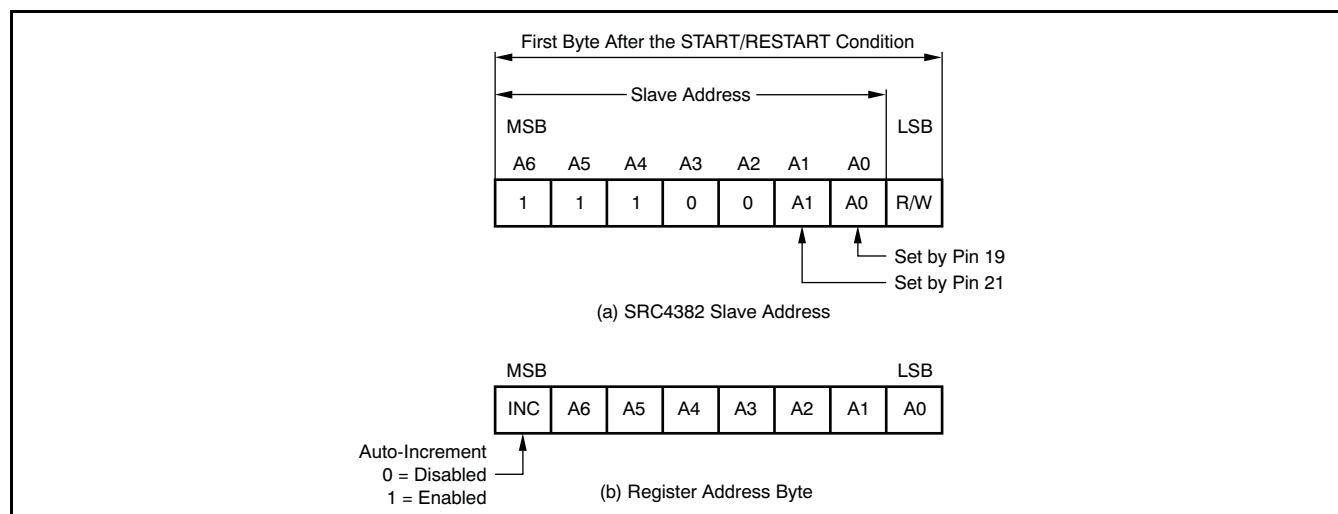 First Byte After the START/RESTART Condition
Slave Address
MSB LSB
A6 A5 A4 A3 A2 A1 A0
1 1 1 0 0 A1 A0 R/W
Set by Pin 19
Set by Pin 21
(a) SRC4382 Slave Address
MSB LSB
INC A6 A5 A4 A3 A2 A1 A0
Auto-Increment
0 = Disabled
1 = Enabled
(b) Register Address Byte